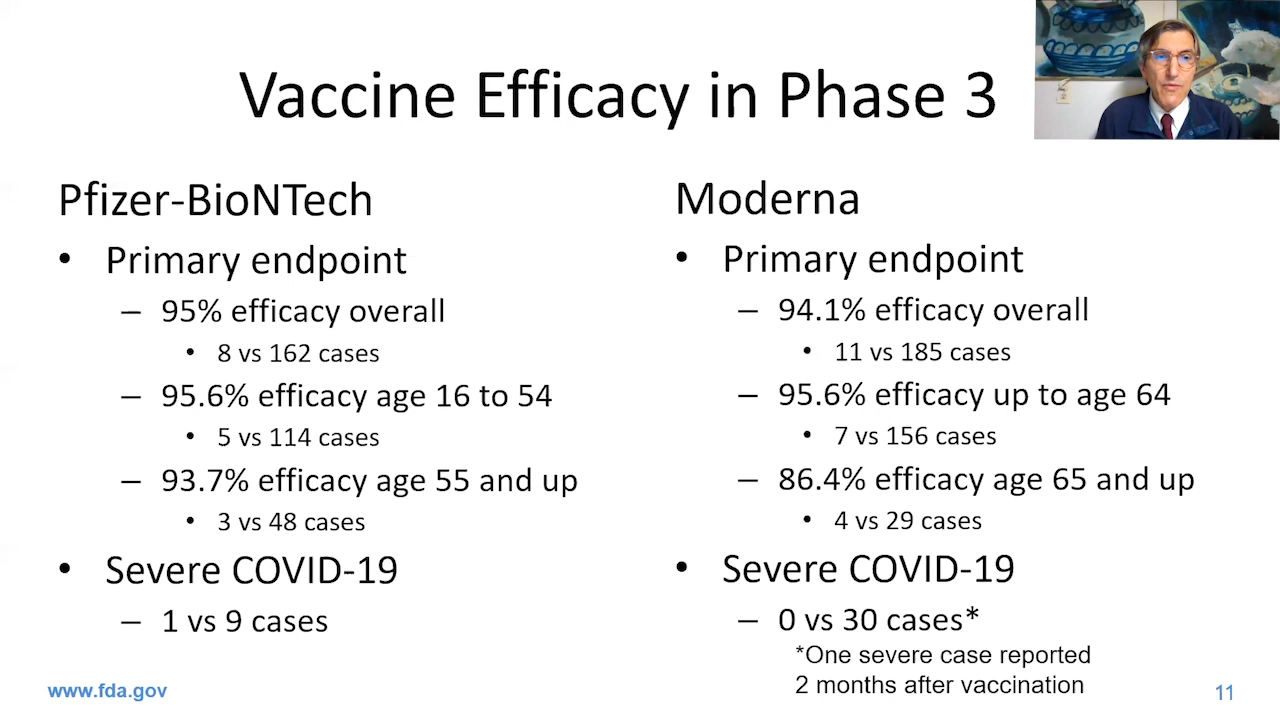 Vaccine Efficacy in Phase 3
Pfizer-BioNTech
• Primary endpoint
– 95% efficacy overall
• 8 vs 162 cases
– 95.6% efficacy age 16 to 54
• 5 vs 114 cases
– 93.7% efficacy age 55 and up
• 3 vs 48 cases
• Severe COVID-19
– 1 vs 9 cases
Moderna
• Primary endpoint
– 94.1% efficacy overall
• 11 vs 185 cases
– 95.6% efficacy up to age 64
• 7 vs 156 cases
– 86.4% efficacy age 65 and up
• 4 vs 29 cases
• Severe COVID-19
– 0 vs 30 cases*
*One severe case reported
2 months after vaccination
www.fda.gov
11